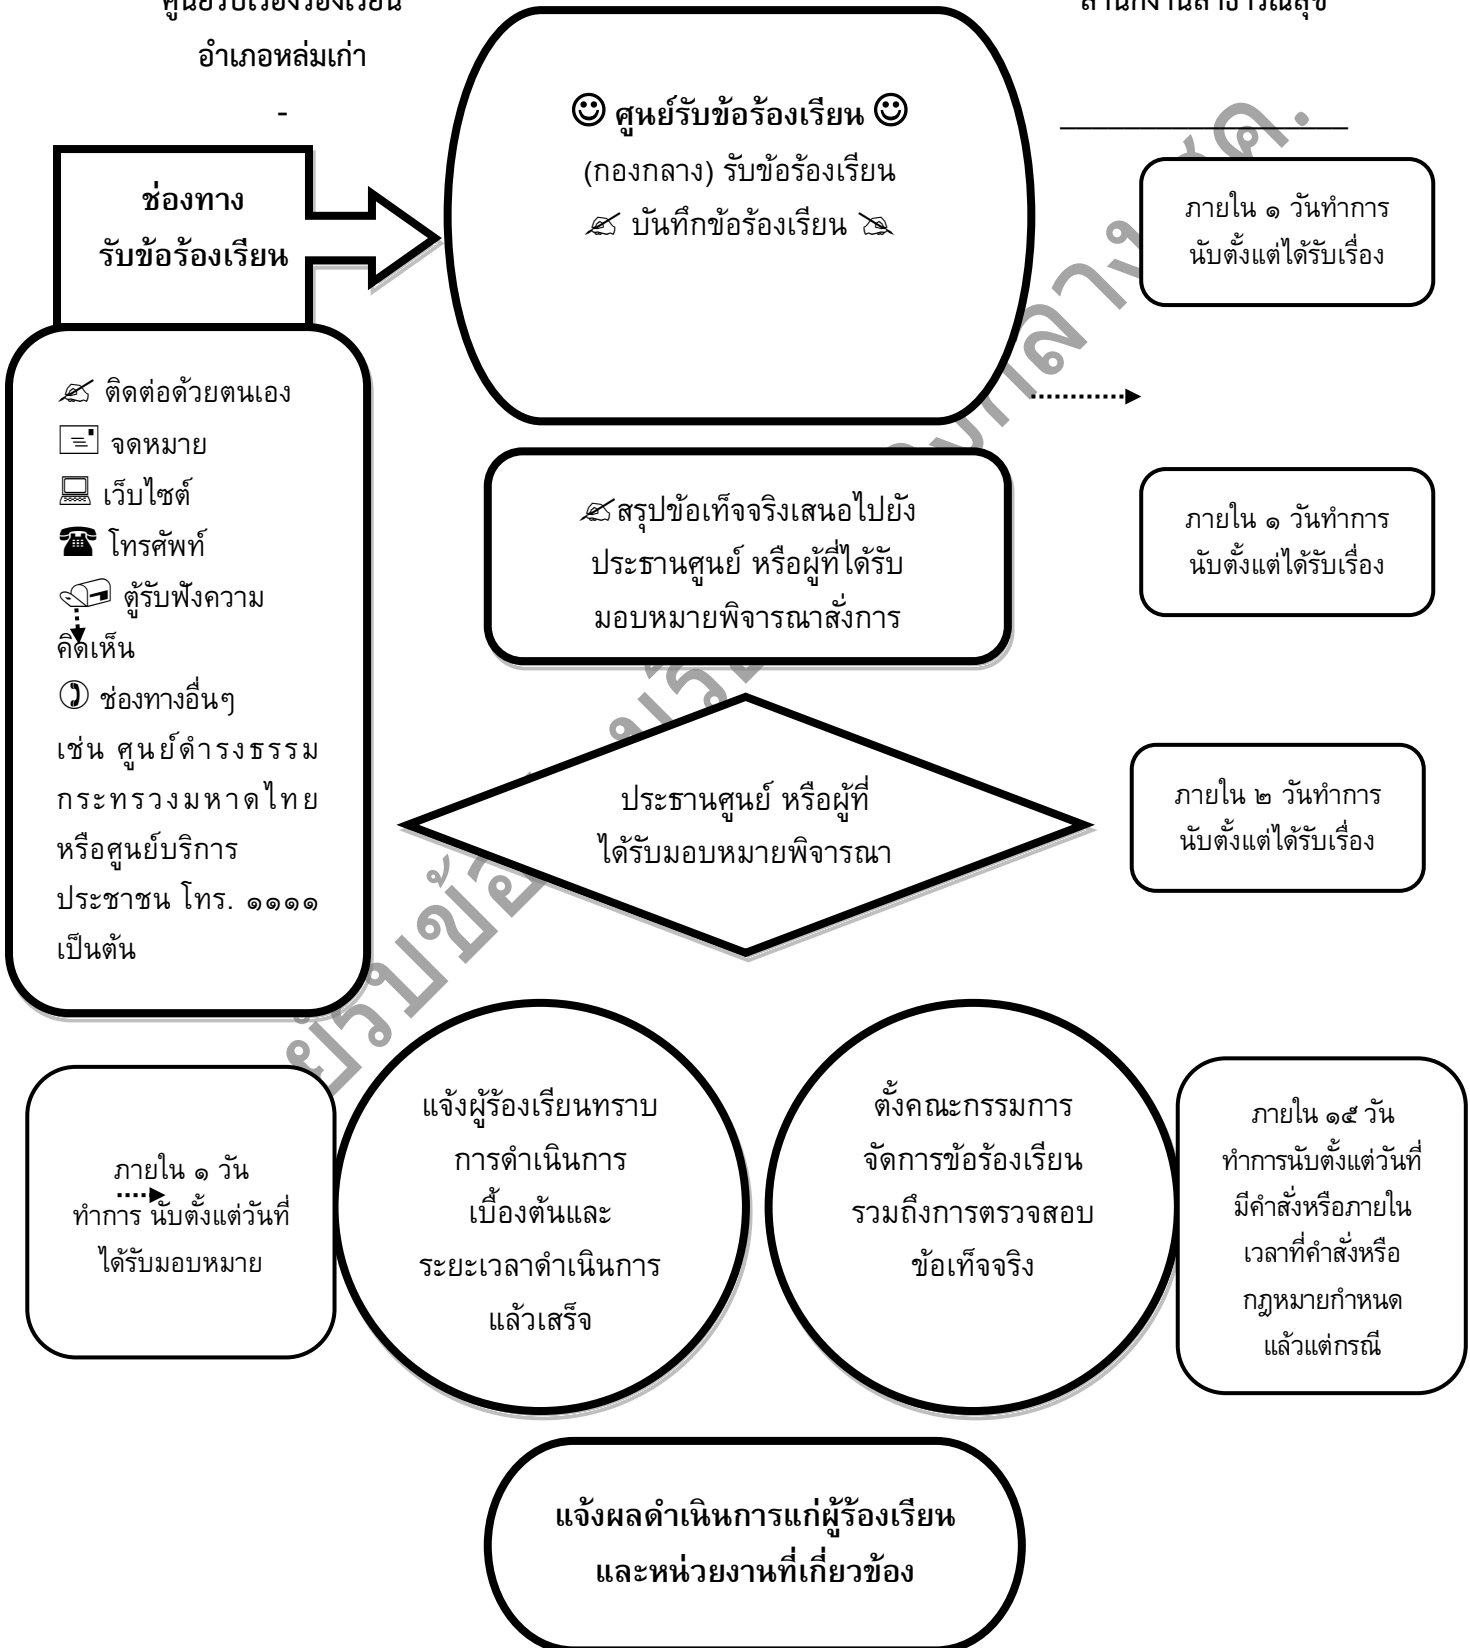 ศูนย์รับเรื่องร้องเรียน
สำนักงานสาธารณสุข
อำเภอหล่มเก่า
-
ศูนย์รับข้อร้องเรียน
(กองกลาง) รับข้อร้องเรียน
บันทึกข้อร้องเรียน
ช่องทาง
รับข้อร้องเรียน
ภายใน ๑ วันทำการ
นับตั้งแต่ได้รับเรื่อง
ติดต่อด้วยตนเอง
จดหมาย
เว็บไซต์
โทรศัพท์
ตู้รับฟังความ
คิดเห็น
ช่องทางอื่นๆ
เช่น ศูนย์ดำรงธรรม
กระทรวงมหาดไทย
หรือศูนย์บริการ
ประชาชน โทร. ๑๑๑๑
เป็นต้น
สรุปข้อเท็จจริงเสนอไปยัง
ประธานศูนย์ หรือผู้ที่ได้รับ
มอบหมายพิจารณาสั่งการ
ภายใน ๑ วันทำการ
นับตั้งแต่ได้รับเรื่อง
ประธานศูนย์ หรือผู้ที่
ได้รับมอบหมายพิจารณา
ภายใน ๒ วันทำการ
นับตั้งแต่ได้รับเรื่อง
ภายใน ๑ วัน
ทำการ นับตั้งแต่วันที่
ได้รับมอบหมาย
แจ้งผู้ร้องเรียนทราบ
การดำเนินการ
เบื้องต้นและ
ระยะเวลาดำเนินการ
แล้วเสร็จ
ตั้งคณะกรรมการ
จัดการข้อร้องเรียน
รวมถึงการตรวจสอบ
ข้อเท็จจริง
ภายใน ๑๕ วัน
ทำการนับตั้งแต่วันที่
มีคำสั่งหรือภายใน
เวลาที่คำสั่งหรือ
กฎหมายกำหนด
แล้วแต่กรณี
แจ้งผลดำเนินการแก่ผู้ร้องเรียน
และหน่วยงานที่เกี่ยวข้อง